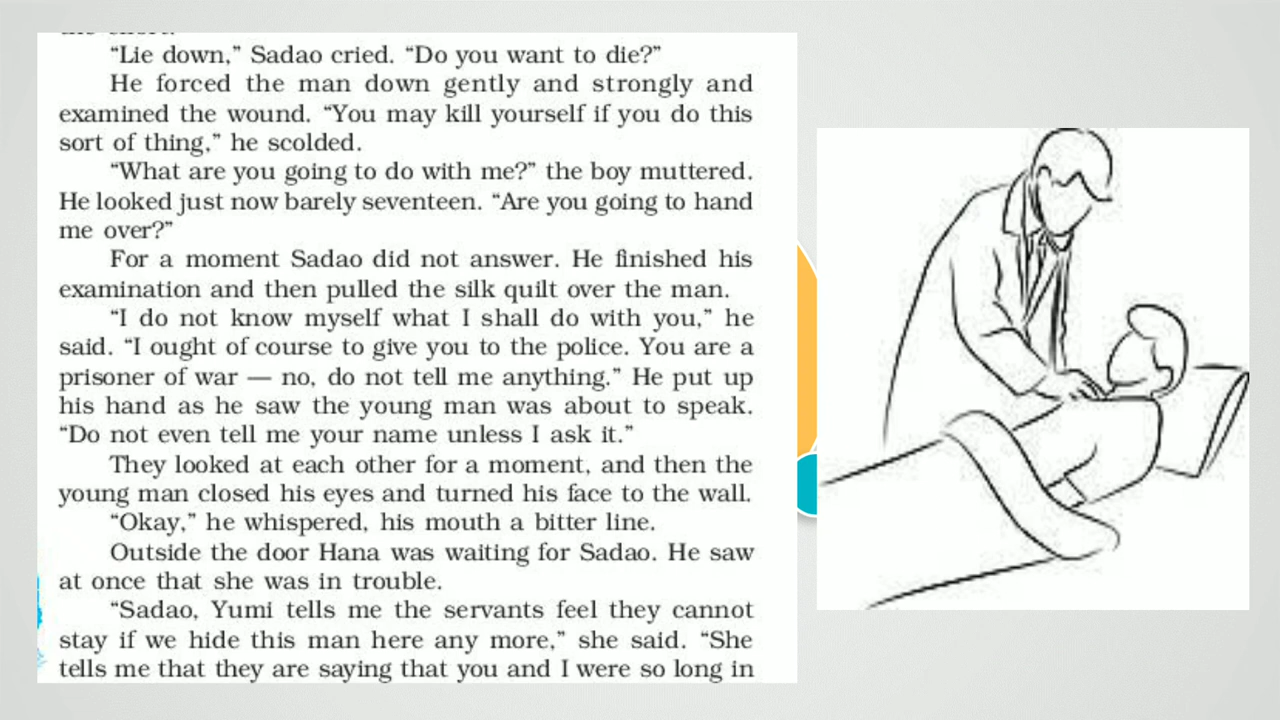 “Lie down,” Sadao cried. “Do you want to die?”
He forced the man down gently and strongly and
examined the wound. “You may kill yourself if you do this
sort of thing,” he scolded.
“What are you going to do with me?” the boy muttered.
He looked just now barely seventeen. “Are you going to hand
me over?”
For a moment Sadao did not answer. He finished his
examination and then pulled the silk quilt over the man.
“I do not know myself what I shall do with you,” he
said. “I ought of course to give you to the police. You are a
prisoner of war — no, do not tell me anything.” He put up
his hand as he saw the young man was about to speak.
“Do not even tell me your name unless I ask it.”
They looked at each other for a moment, and then the
young man closed his eyes and turned his face to the wall.
“Okay,” he whispered, his mouth a bitter line.
Outside the door Hana was waiting for Sadao. He saw
at once that she was in trouble.
“Sadao, Yumi tells me the servants feel they cannot
stay if we hide this man here any more,” she said. “She
tells me that they are saying that you and I were so long in